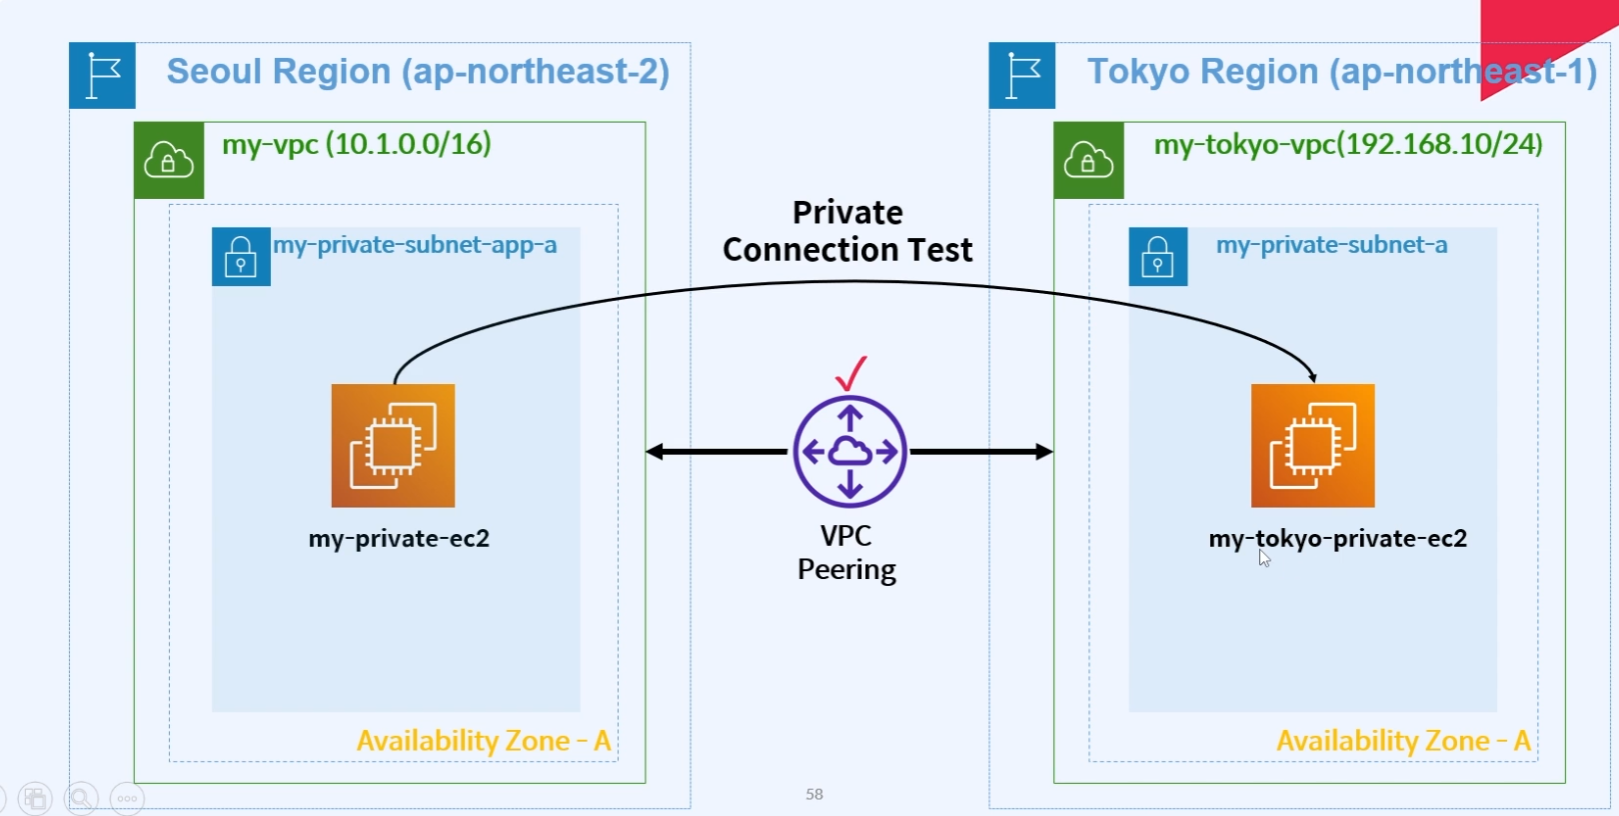 Seoul Region (ap-northeast-2)
Tokyo Region (ap-northeast-1)
my-vpc (10.1.0.0/16)
my-tokyo-vpc(192.168.10/24)
my-private-subnet-app-a
Private
Connection Test
my-private-subnet-a
my-private-ec2
VPC
Peering
my-tokyo-private-ec2
Availability Zone - A
Availability Zone - A
58